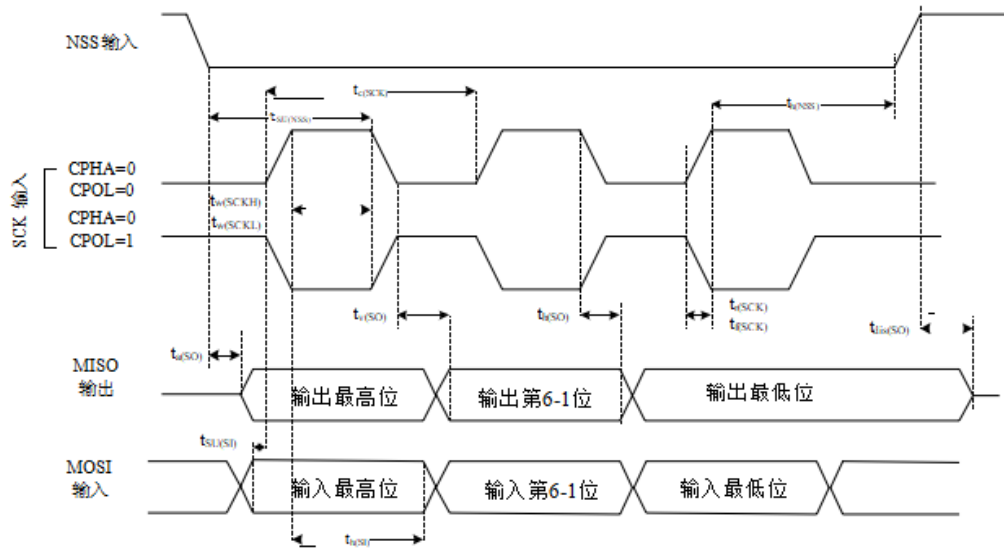 NSS 输入
tc(SCK)
tSU(NSS)
th(NSS)
SCK 输入
CPHA=0
CPOL=0
tw(SCKH)
CPHA=0
tw(SCKL)
CPOL=1
tv(SO)
th(SO)
tr(SCK)
tf(SCK)
tdis(SO)
ta(SO)
MISO
输出
输出最高位
输出第6-1位
输出最低位
tSU(SI)
MOSI
输入
输入最高位
输入第6-1位
输入最低位
th(SI)